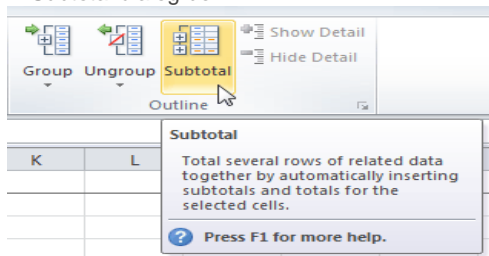 Show Detail
Hide Detail
Group Ungroup Subtotal
Outline
Subtotal
K L
Total several rows of related data
together by automatically inserting
subtotals and totals for the
selected cells.
Press F1 for more help.